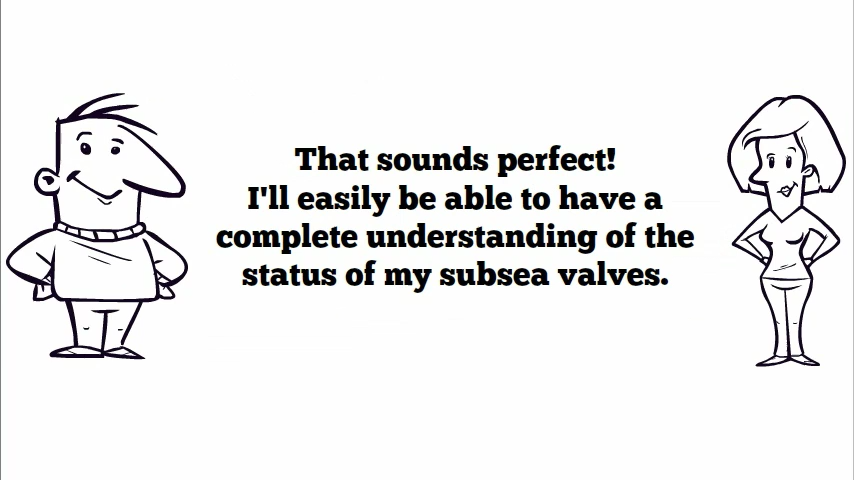 That sounds perfect!
I'll easily be able to have a
complete understanding of the
status of my subsea valves.